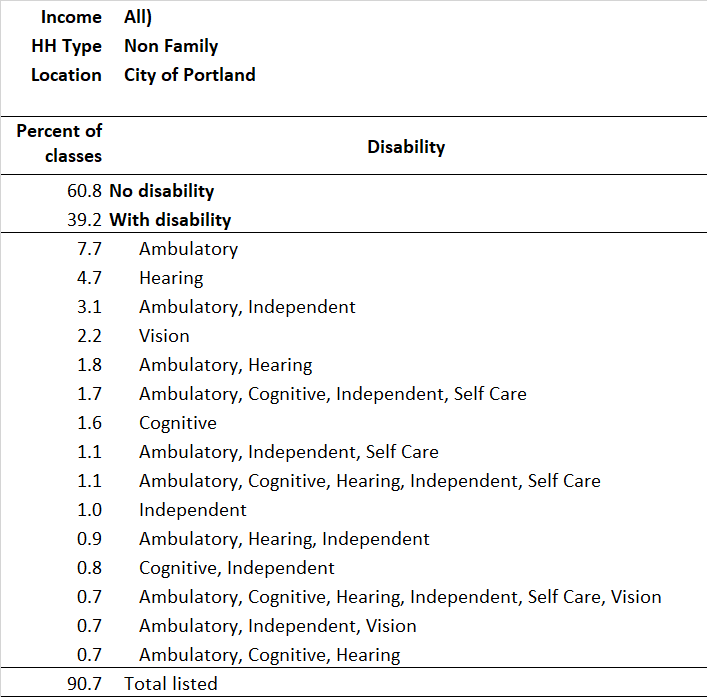 Income All)
HH Type Non Family
Location City of Portland
Percent of
classes
Disability
60.8 No disability
39.2 With disability
7.7 Ambulatory
4.7 Hearing
3.1 Ambulatory, Independent
2.2 Vision
1.8 Ambulatory, Hearing
1.7 Ambulatory, Cognitive, Independent, Self Care
1.6 Cognitive
1.1 Ambulatory, Independent, Self Care
1.1 Ambulatory, Cognitive, Hearing, Independent, Self Care
1.0 Independent
0.9 Ambulatory, Hearing, Independent
0.8 Cognitive, Independent
0.7 Ambulatory, Cognitive, Hearing, Independent, Self Care, Vision
0.7 Ambulatory, Independent, Vision
0.7 Ambulatory, Cognitive, Hearing
90.7 Total listed